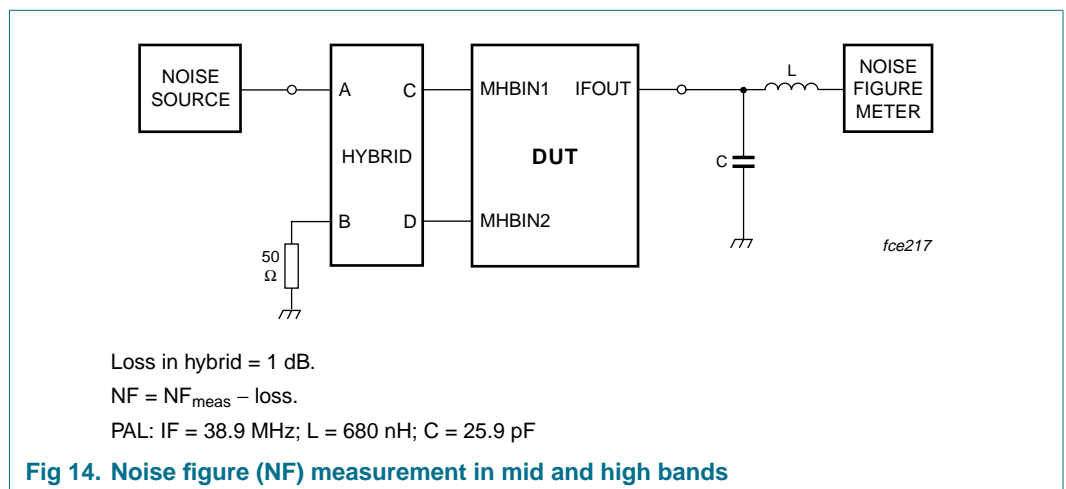 NOISE
SOURCE
A
C
HYBRID
B
D
50
Ω
MHBIN1
IFOUT
DUT
MHBIN2
L
C
NOISE
FIGURE
METER
fce217
Loss in hybrid = 1 dB.
NF = NFmeas − loss.
PAL: IF = 38.9 MHz; L = 680 nH; C = 25.9 pF
Fig 14. Noise figure (NF) measurement in mid and high bands